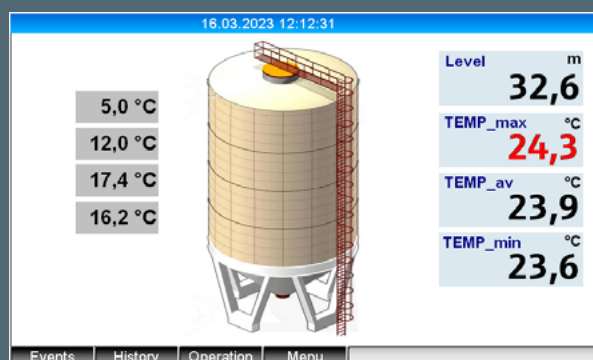 16.03.2023 12:12:31
5,0 °C
12,0 °C
17,4 °C
16,2 °C
Level m
32,6
TEMP_max °C
24,3
TEMP_av °C
23,9
TEMP_min °C
23,6
Events History Operation Menu